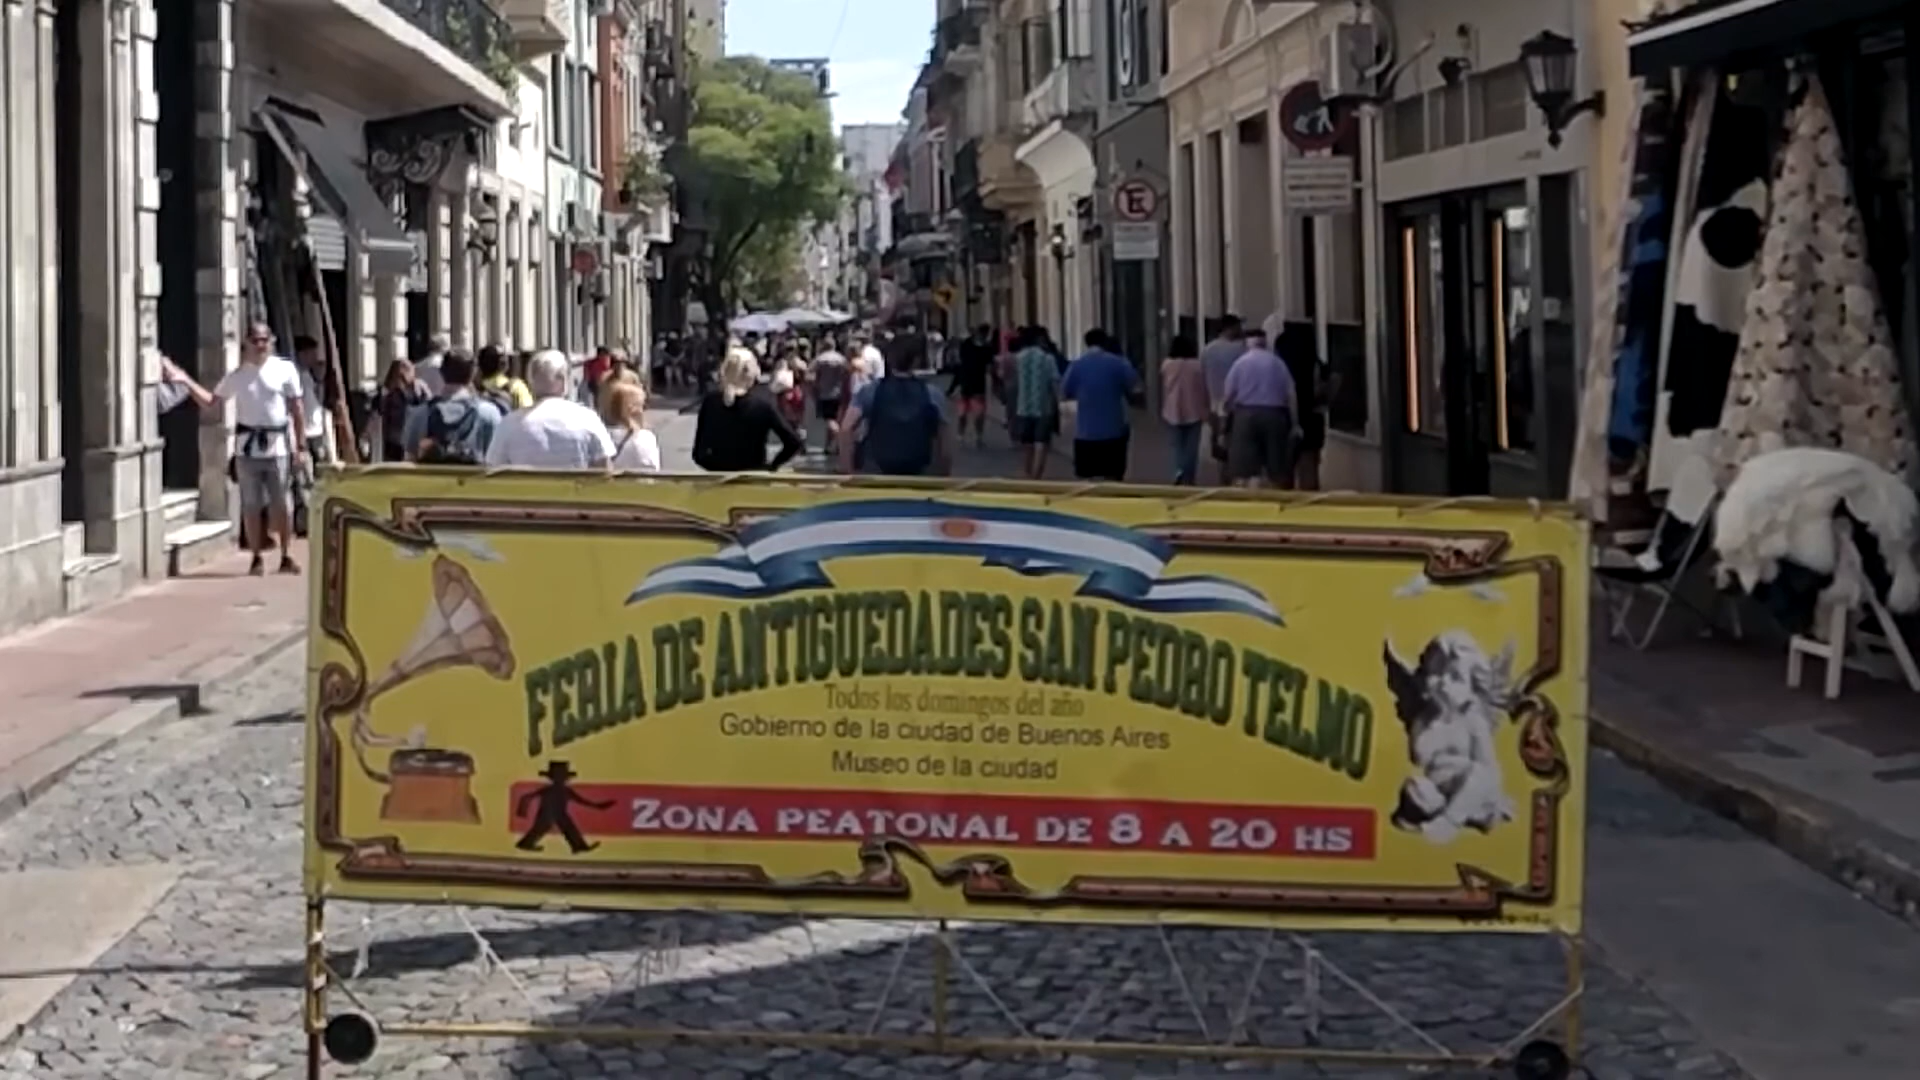 FERIA DE ANTIGUEDADES SAN PEDRO TELMO
Todos los domingos del año
Gobierno de la ciudad de Buenos Aires
Museo de la ciudad
ZONA PEATONAL DE 8 A 20 HS
E